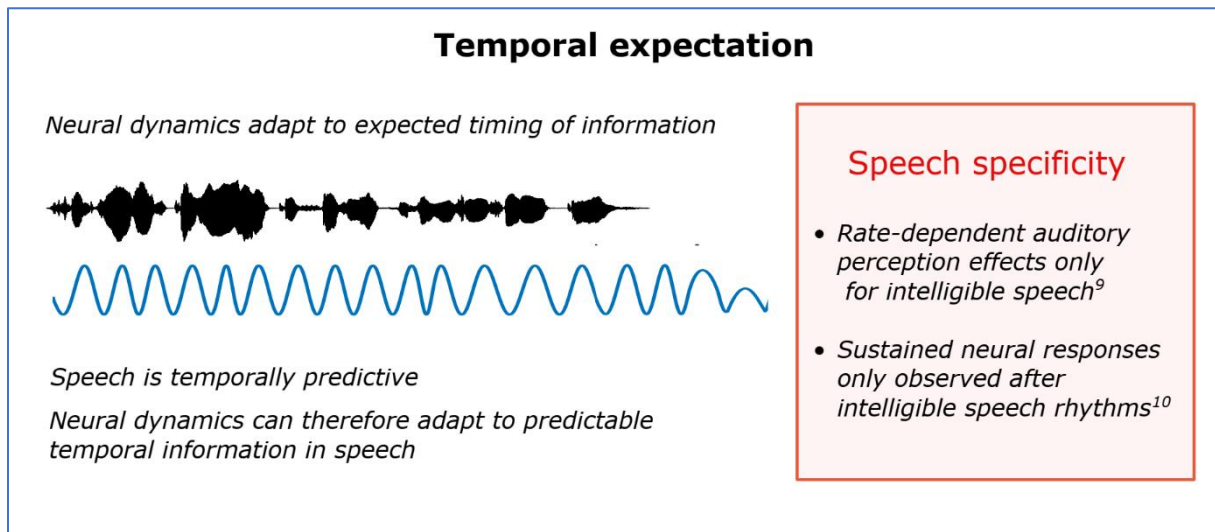 Temporal expectation
Neural dynamics adapt to expected timing of information
Speech is temporally predictive
Neural dynamics can therefore adapt to predictable
temporal information in speech
Speech specificity
• Rate-dependent auditory
perception effects only
for intelligible speech⁹
• Sustained neural responses
only observed after
intelligible speech rhythms¹⁰